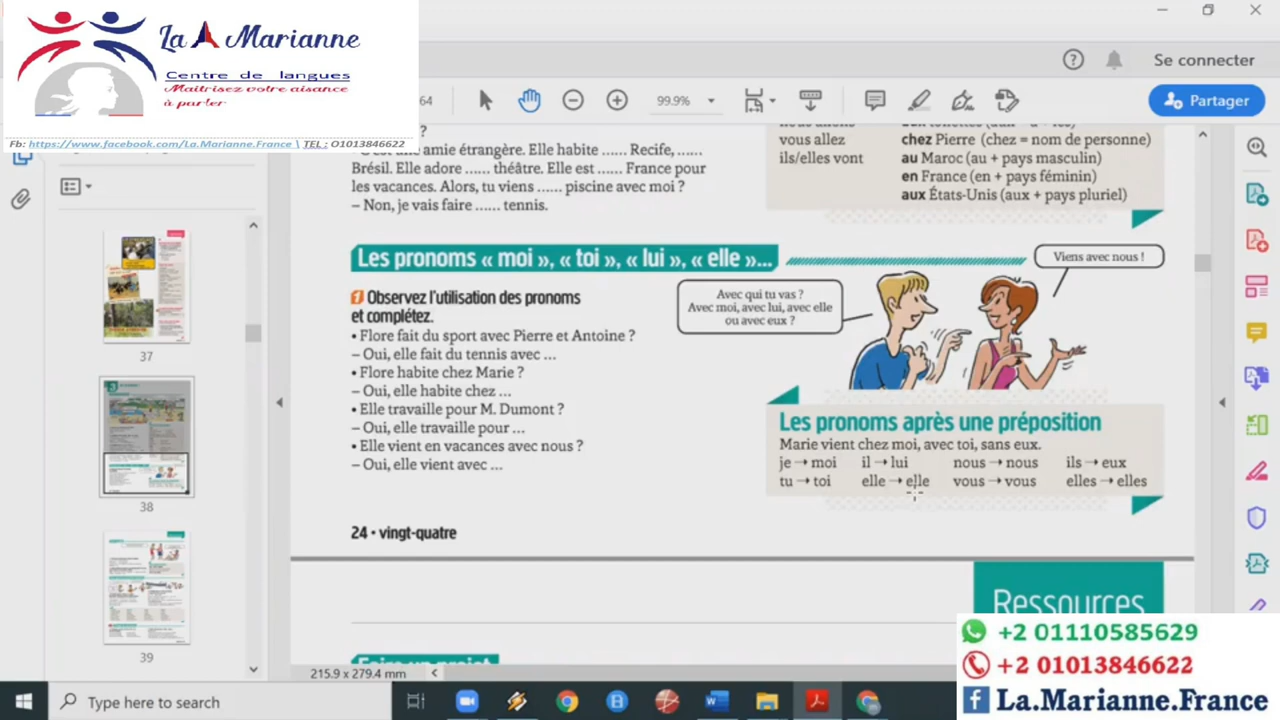 La Marianne
Centre de langues
Maîtrisez votre aisance
à parler
Fb: https://www.facebook.com/La.Marianne.France \ TEL : 01013846622
Se connecter
64
99.9%
Partager
?
une amie étrangère. Elle habite ...... Recife, ......
Brésil. Elle adore ...... théâtre. Elle est ...... France pour
les vacances. Alors, tu viens ...... piscine avec moi ?
– Non, je vais faire ...... tennis.
vous allez
ils/elles vont
chez Pierre (chez = nom de personne)
au Maroc (au + pays masculin)
en France (en + pays féminin)
aux États-Unis (aux + pays pluriel)
Les pronoms « moi », « toi », « lui », « elle »...
1 Observez l'utilisation des pronoms
et complétez.
• Flore fait du sport avec Pierre et Antoine ?
– Oui, elle fait du tennis avec ...
• Flore habite chez Marie ?
– Oui, elle habite chez ...
• Elle travaille pour M. Dumont ?
– Oui, elle travaille pour ...
• Elle vient en vacances avec nous ?
– Oui, elle vient avec ...
Avec qui tu vas ?
Avec moi, avec lui, avec elle
ou avec eux ?
Viens avec nous !
Les pronoms après une préposition
Marie vient chez moi, avec toi, sans eux.
je → moi il → lui nous → nous ils → eux
tu → toi elle → elle vous → vous elles → elles
24 • vingt-quatre
Ressources
Faire un projet
37
38
39
215.9 x 279.4 mm
+2 01110585629
+2 01013846622
La.Marianne.France
Type here to search